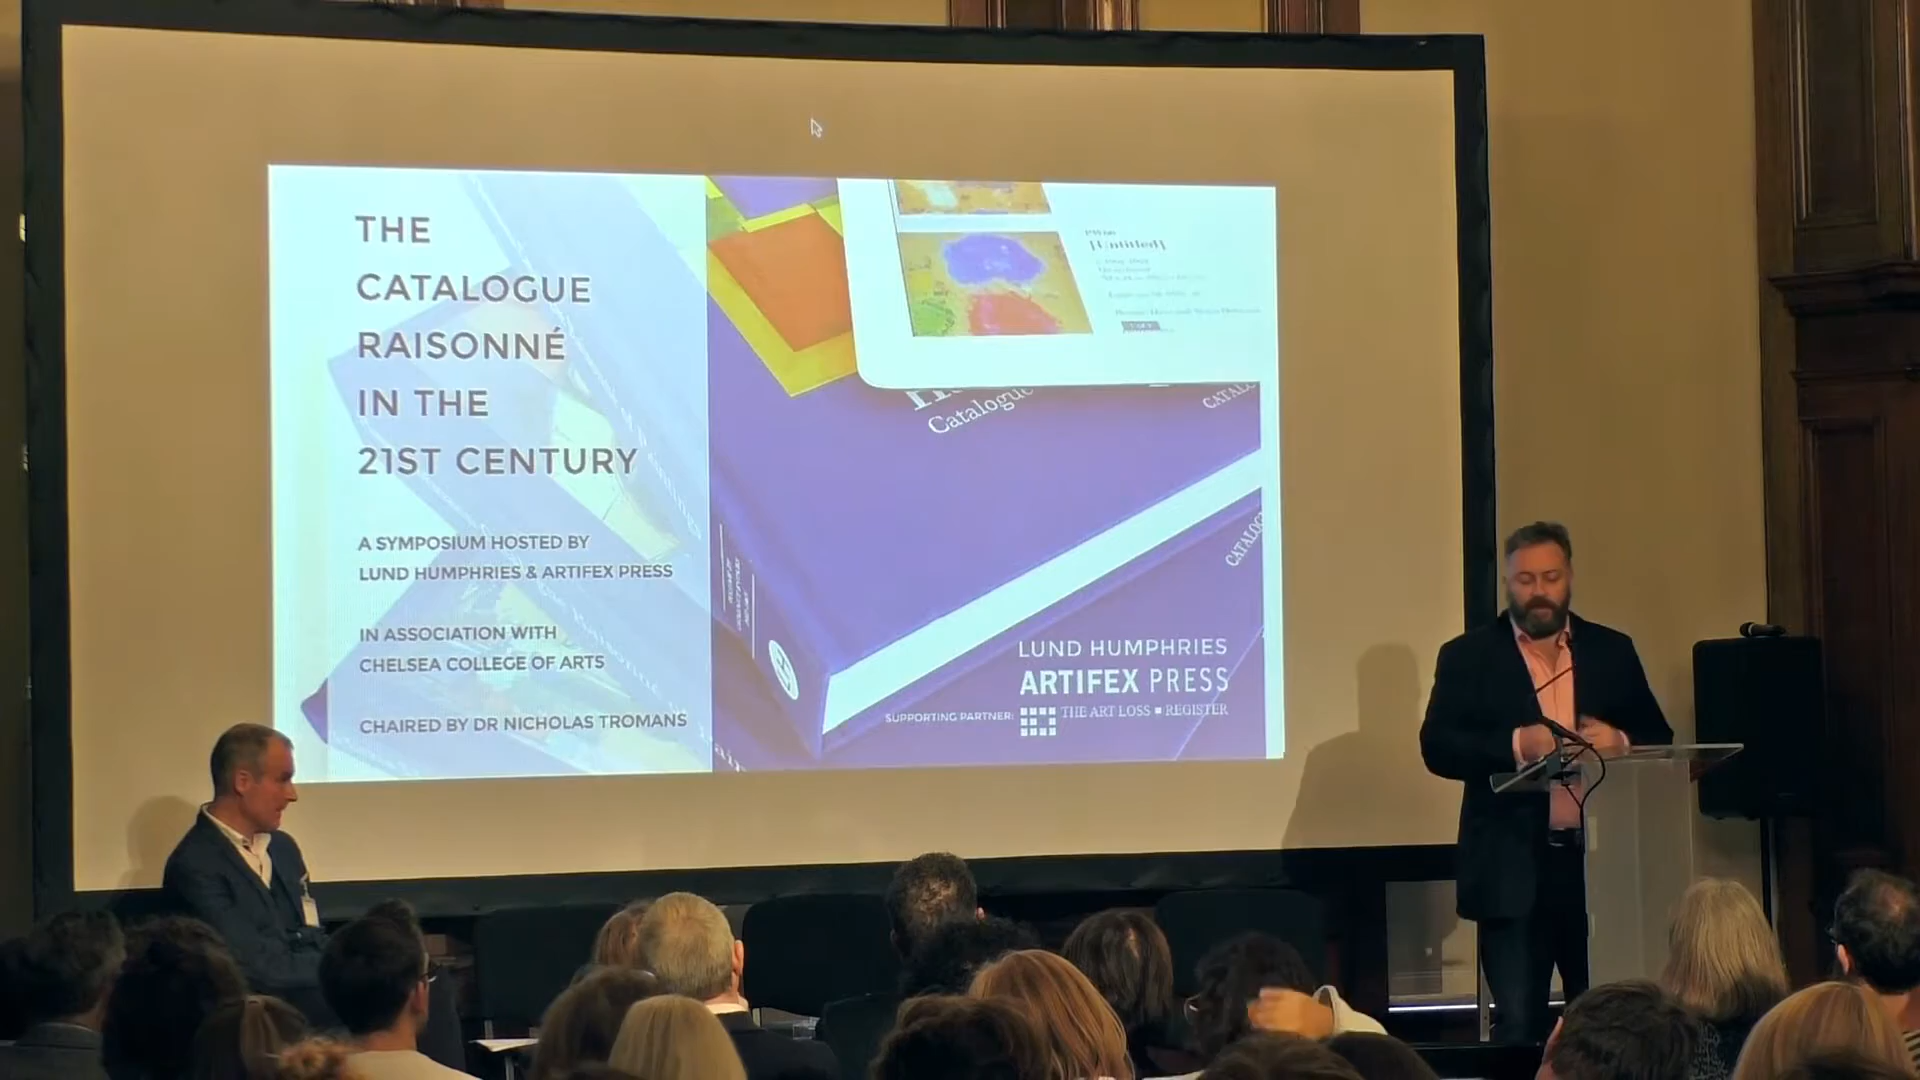 THE
CATALOGUE
RAISONNÉ
IN THE
21ST CENTURY
A SYMPOSIUM HOSTED BY
LUND HUMPHRIES & ARTIFEX PRESS
IN ASSOCIATION WITH
CHELSEA COLLEGE OF ARTS
CHAIRED BY DR NICHOLAS TROMANS
[Untitled]
Catalogue
LUND HUMPHRIES
ARTIFEX PRESS
SUPPORTING PARTNER:
THE ART LOSS ■ REGISTER